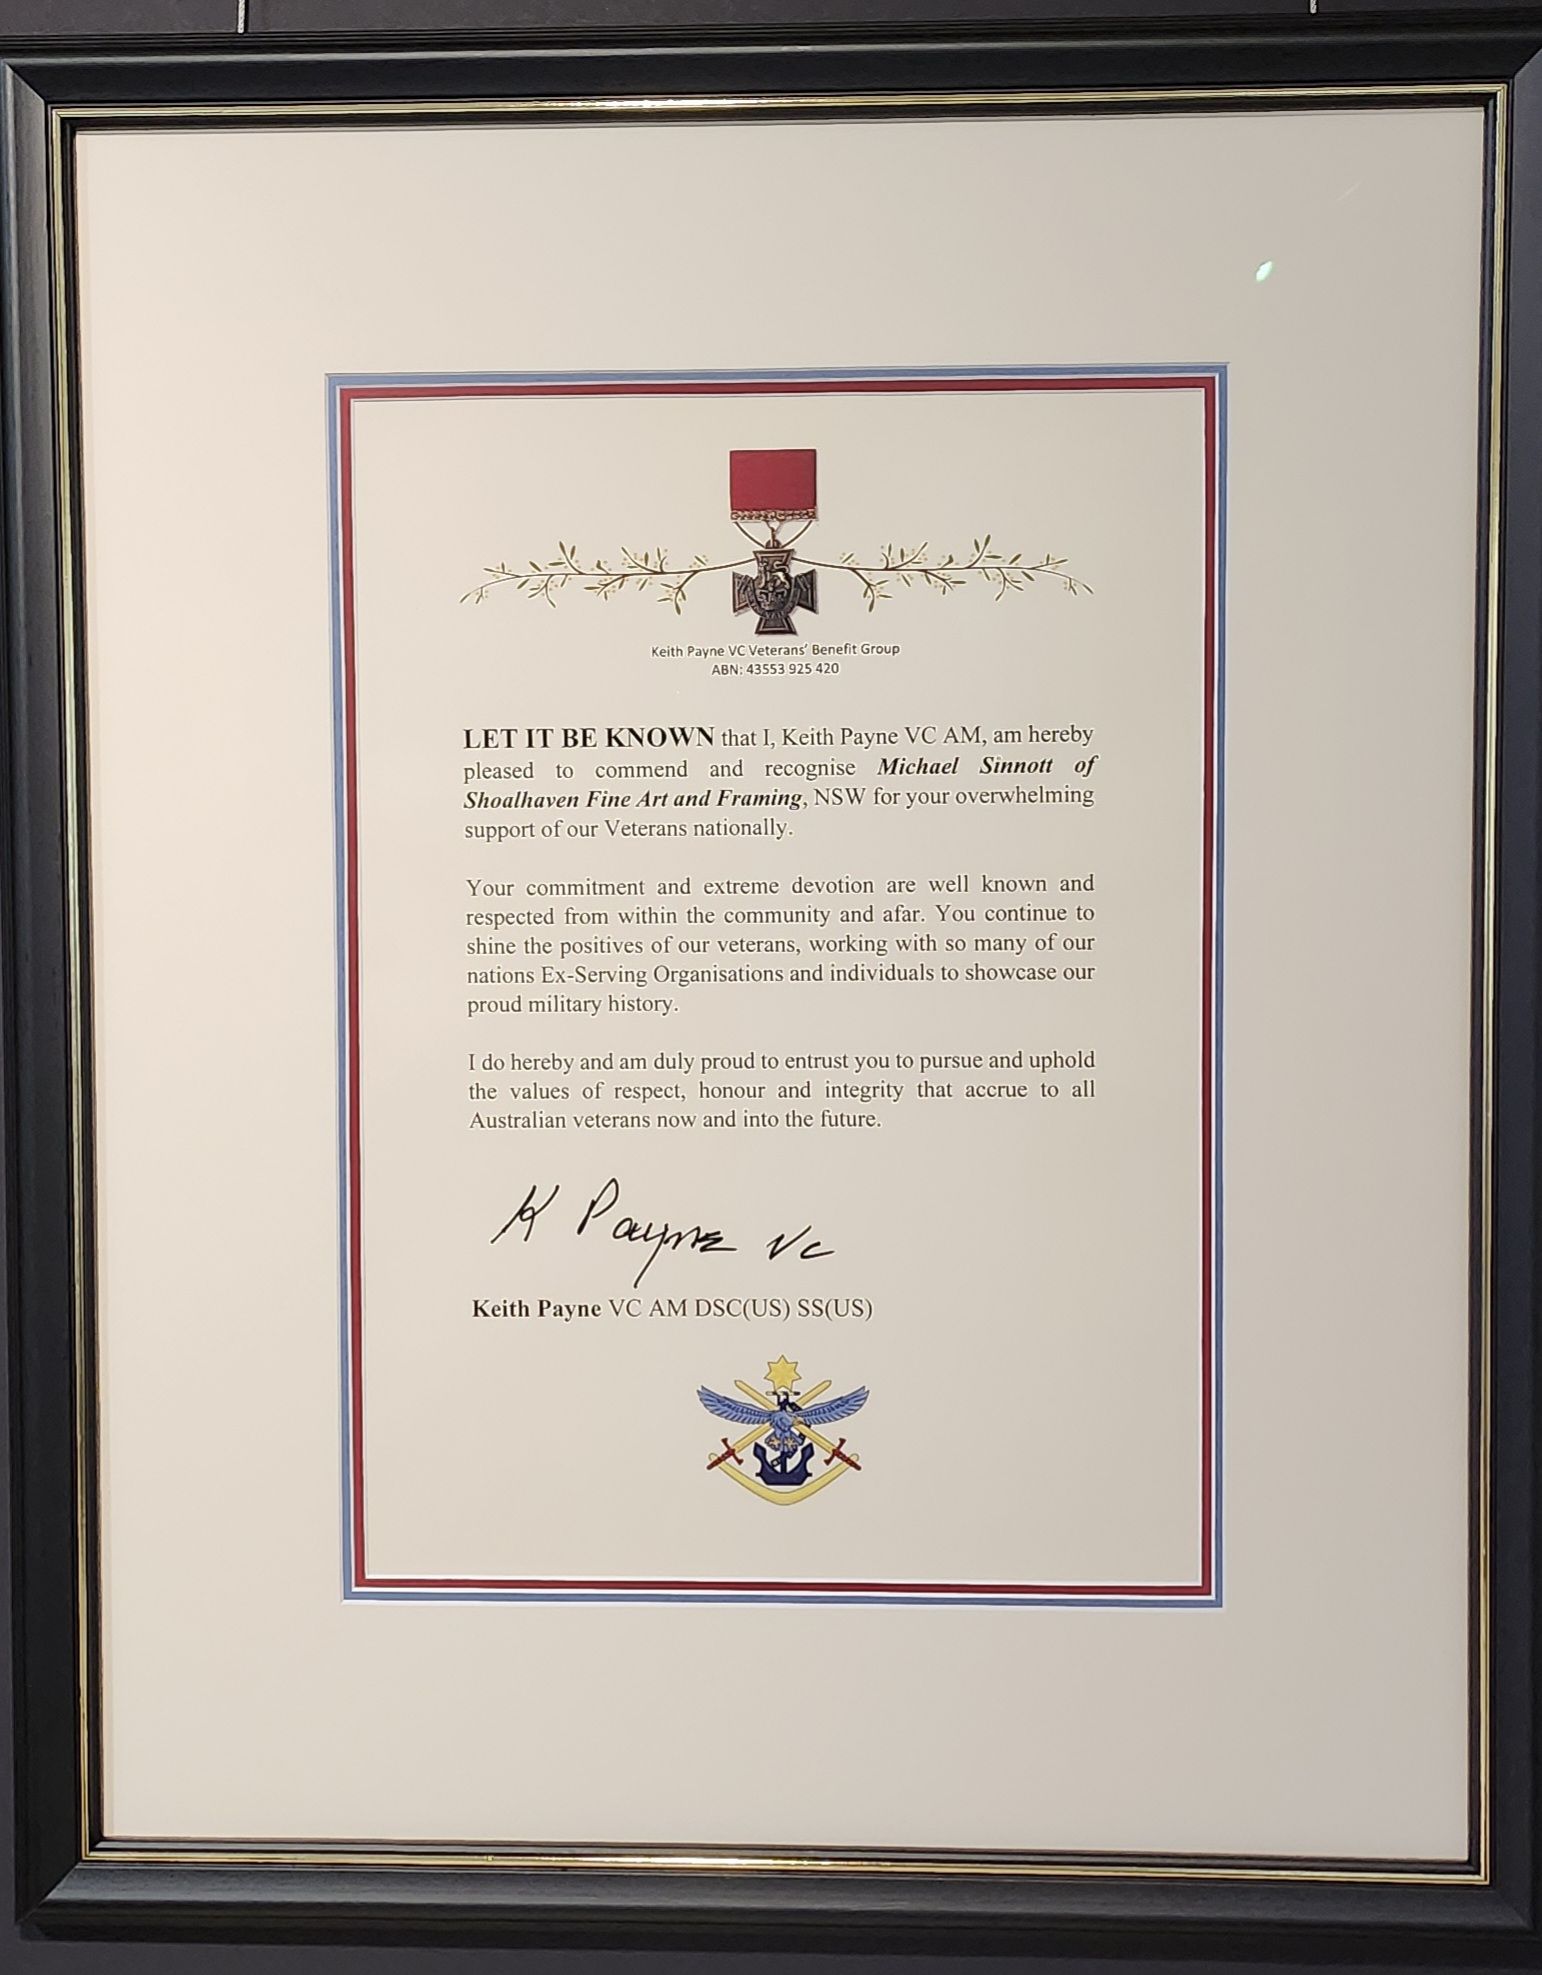 Keith Payne VC Veterans' Benefit Group
ABN: 43553 925 420
LET IT BE KNOWN that I, Keith Payne VC AM, am hereby
pleased to commend and recognise Michael Sinnott of
Shoalhaven Fine Art and Framing, NSW for your overwhelming
support of our Veterans nationally.
Your commitment and extreme devotion are well known and
respected from within the community and afar. You continue to
shine the positives of our veterans, working with so many of our
nations Ex-Serving Organisations and individuals to showcase our
proud military history.
I do hereby and am duly proud to entrust you to pursue and uphold
the values of respect, honour and integrity that accrue to all
Australian veterans now and into the future.
K Payne VC
Keith Payne VC AM DSC(US) SS(US)